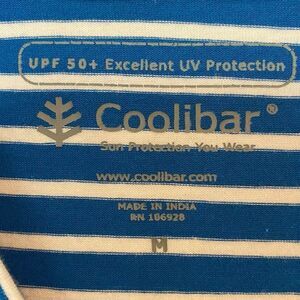 UPF 50+ Excellent UV Protection
Coolibar®
Sun Protection You Wear
www.coolibar.com
MADE IN INDIA
RN 106928
M